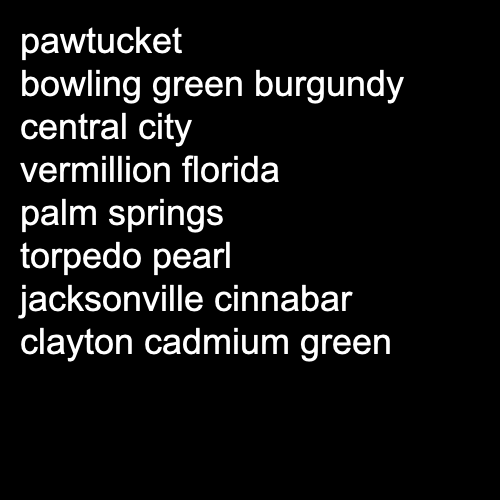 pawtucket
bowling green burgundy
central city
vermillion florida
palm springs
torpedo pearl
jacksonville cinnabar
clayton cadmium green